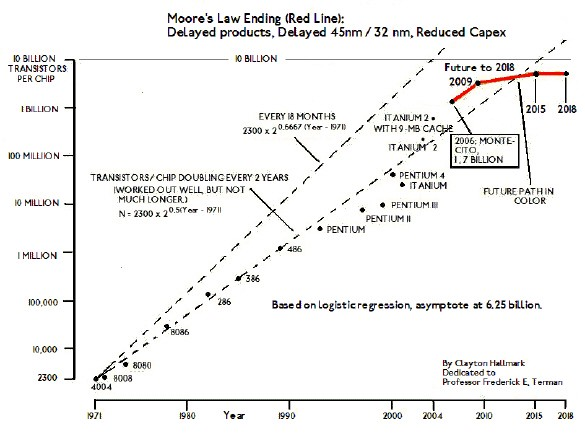 Moore's Law Ending (Red Line):
Delayed products, Delayed 45nm / 32 nm, Reduced Capex
10 BILLION
TRANSISTORS
PER CHIP
10 BILLION
Future to 2018
2009
2015
2018
1 BILLION
EVERY 18 MONTHS
2300 x 2 0.6667 (Year - 1971)
ITANIUM 2
WITH 9-MB CACHE
ITANIUM 2
2006; MONTE-
CITO,
1,7 BILLION
FUTURE PATH IN
COLOR
100 MILLION
TRANSISTORS/ CHIP DOUBLING EVERY 2 YEARS
(WORKED OUT WELL, BUT NOT
MUCH LONGER.)
N = 2300 x 2 0.5(Year - 1971)
PENTIUM 4
ITANIUM
10 MILLION
PENTIUM III
PENTIUM II
PENTIUM
1 MILLION
486
386
100,000
286
Based on logistic regression, asymptote at 6,25 billion.
8086
10,000
8080
8008
2300
4004
By Clayton Hallmark
Dedicated to
Professor Frederick E, Terman
1971
1980
Year
1990
2000
2004
2010
2015
2018